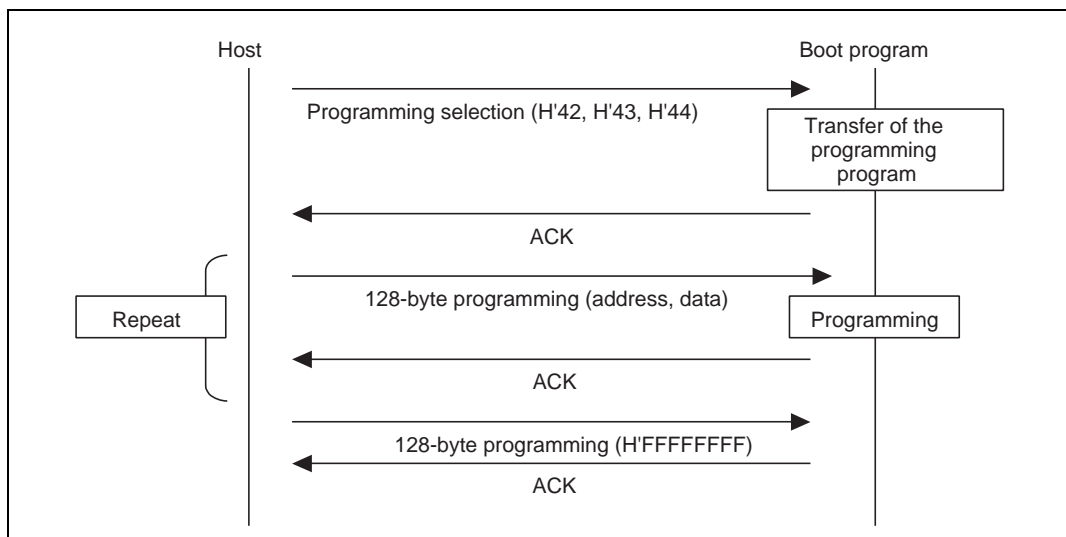 Host
Boot program
Programming selection (H'42, H'43, H'44)
Transfer of the
programming
program
ACK
128-byte programming (address, data)
Repeat
Programming
ACK
128-byte programming (H'FFFFFFFF)
ACK